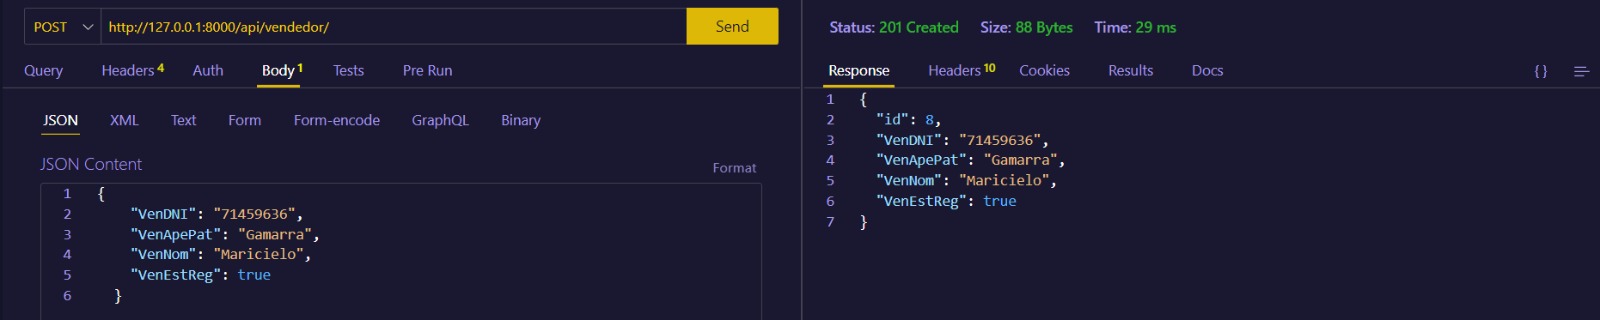 POST http://127.0.0.1:8000/api/vendedor/ Send
Query Headers 4 Auth Body 1 Tests Pre Run
JSON XML Text Form Form-encode GraphQL Binary
JSON Content Format
1 {
2 "VenDNI": "71459636",
3 "VenApePat": "Gamarra",
4 "VenNom": "Maricielo",
5 "VenEstReg": true
6 }
Status: 201 Created Size: 88 Bytes Time: 29 ms
Response Headers 10 Cookies Results Docs {}
1 {
2 "id": 8,
3 "VenDNI": "71459636",
4 "VenApePat": "Gamarra",
5 "VenNom": "Maricielo",
6 "VenEstReg": true
7 }